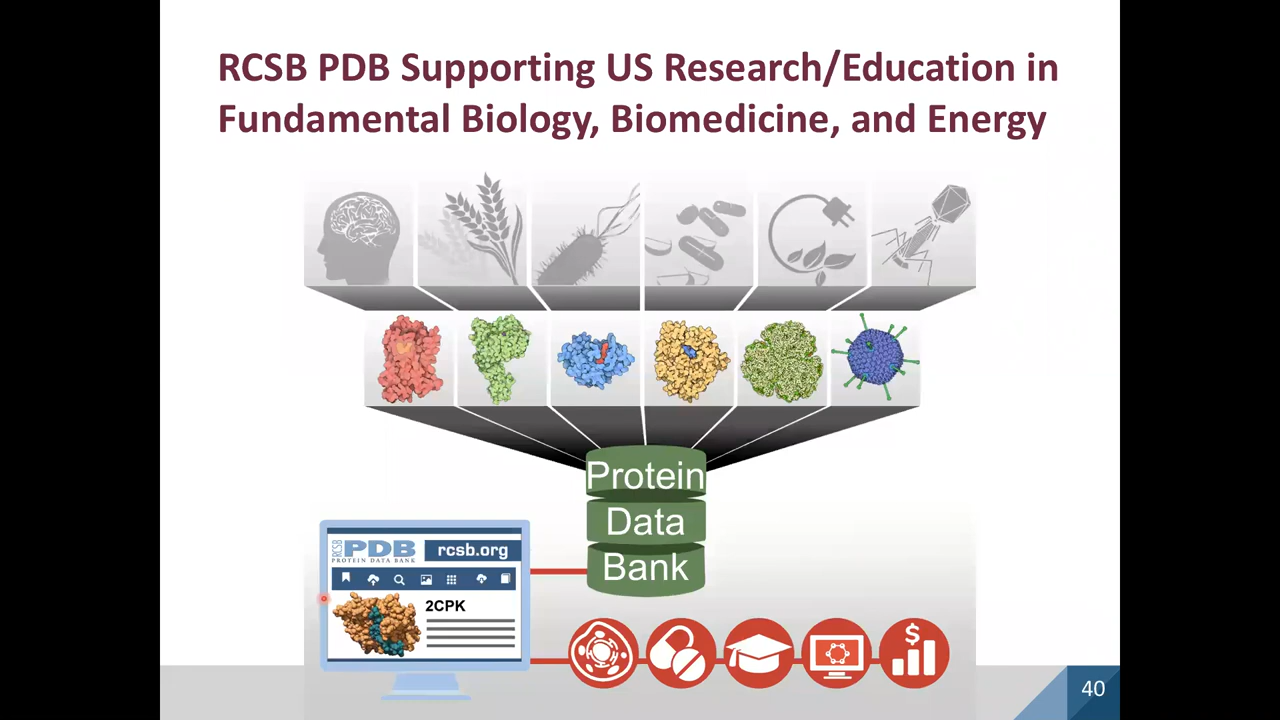 RCSB PDB Supporting US Research/Education in
Fundamental Biology, Biomedicine, and Energy
Protein
Data
Bank
RCSB
PDB
PROTEIN DATA BANK
rcsb.org
2CPK
$
40